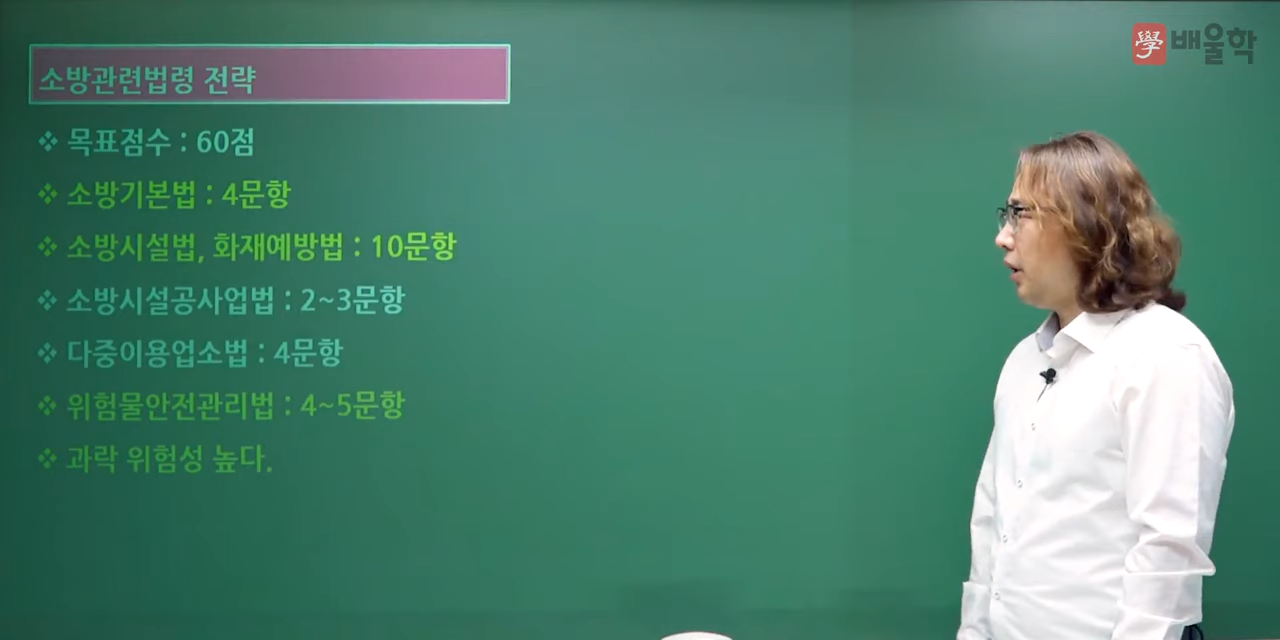 學 배울학
소방관련법령 전략
❖ 목표점수 : 60점
❖ 소방기본법 : 4문항
❖ 소방시설법, 화재예방법 : 10문항
❖ 소방시설공사업법 : 2~3문항
❖ 다중이용업소법 : 4문항
❖ 위험물안전관리법 : 4~5문항
❖ 과락 위험성 높다.